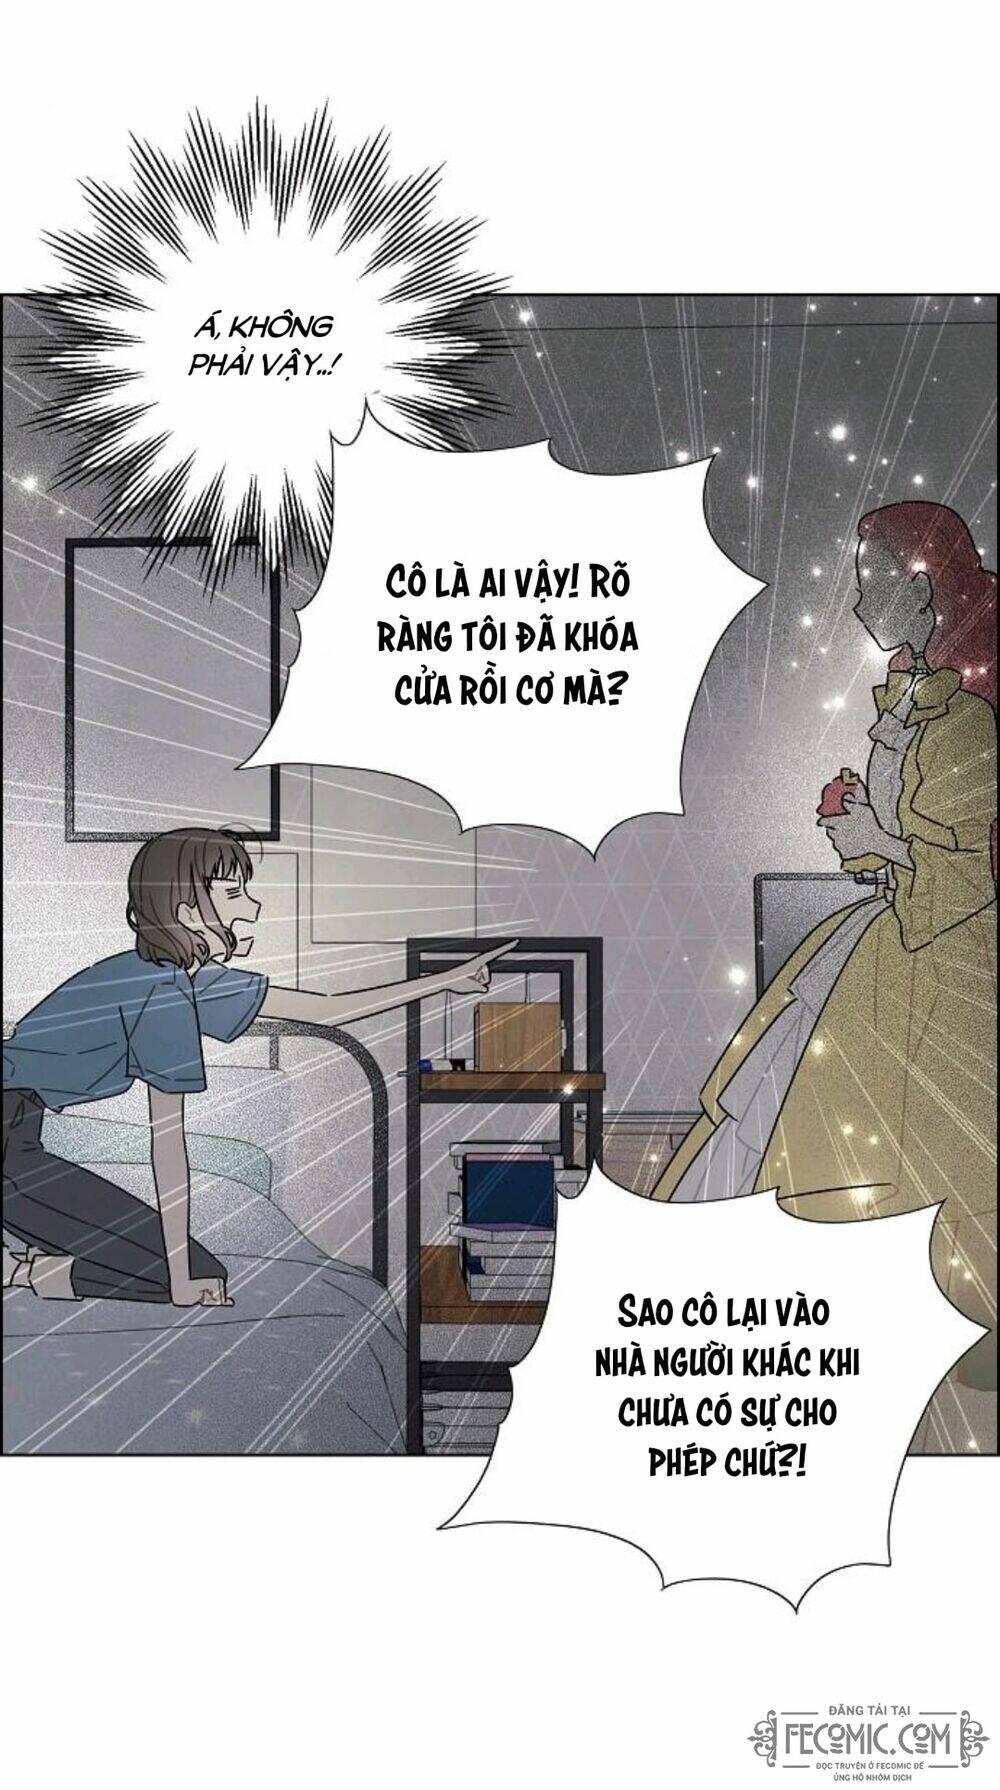 Á, KHÔNG
PHẢI VẬY..!
CÔ LÀ AI VẬY! RÕ
RÀNG TÔI ĐÃ KHÓA
CỬA RỒI CƠ MÀ?
SAO CÔ LẠI VÀO
NHÀ NGƯỜI KHÁC KHI
CHƯA CÓ SỰ CHO
PHÉP CHỨ?!
ĐĂNG TẢI TẠI
FECOMIC.COM
ĐỌC TRUYỆN Ở FECOMIC ĐỂ
ỦNG HỘ NHÓM DỊCH